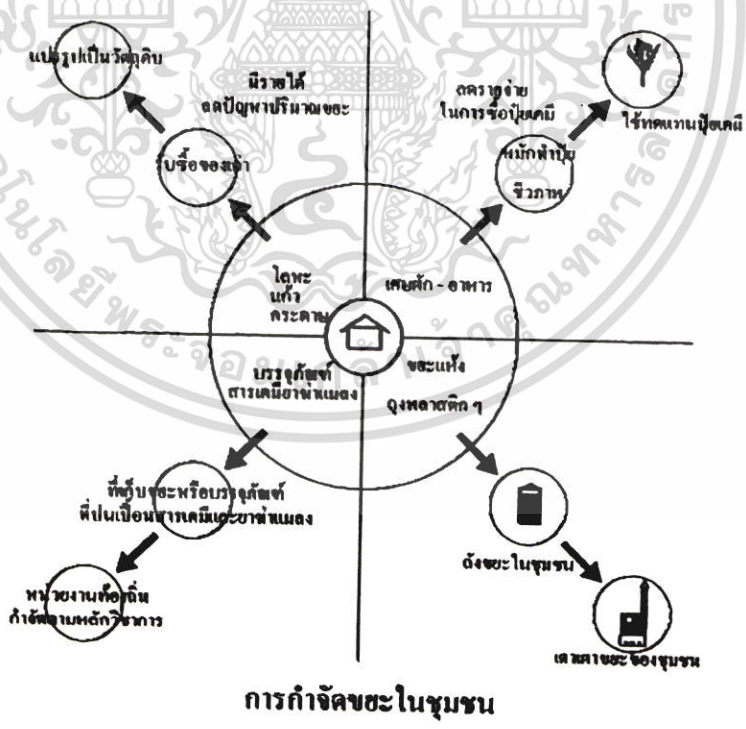 แปรรูปเป็นวัตถุดิบ
มีรายได้
ลดปัญหาปริมาณขยะ
ลดรายจ่าย
ในการซื้อปุ๋ยเคมี
ใช้ทดแทนปุ๋ยเคมี
รับซื้อของเก่า
หมักทำปุ๋ย
ชีวภาพ
โลหะ
แก้ว
กระดาษ
เศษผัก - อาหาร
บรรจุภัณฑ์
สารเคมียาฆ่าแมลง
ขยะแห้ง
ถุงพลาสติก ๆ
ที่เก็บขยะหรือบรรจุภัณฑ์
ที่ปนเปื้อนสารเคมีและยาฆ่าแมลง
ถังขยะในชุมชน
หน่วยงานท้องถิ่น
กำจัดตามหลักวิชาการ
เตาเผาขยะของชุมชน
การกำจัดขยะในชุมชน